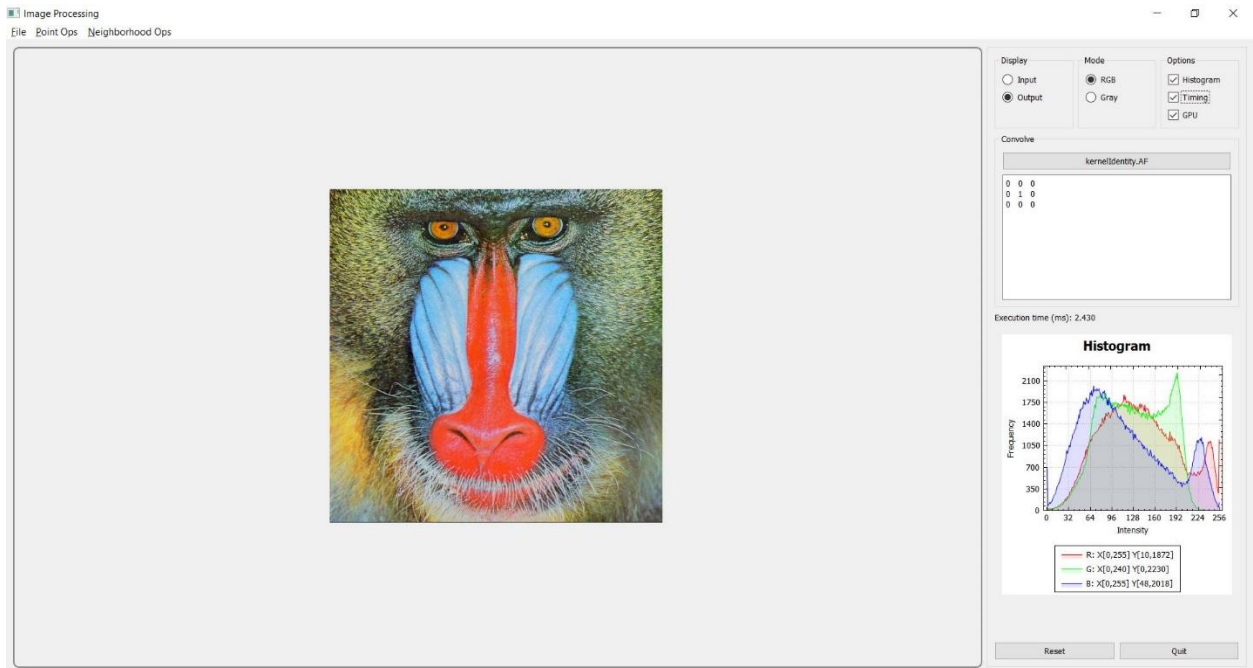 Image Processing
File Point Ops Neighborhood Ops
Display
Input
Output
Mode
RGB
Gray
Options
Histogram
Timing
GPU
Convolve
kernelIdentity.AF
0 0 0
0 1 0
0 0 0
Execution time (ms): 2.430
Histogram
Frequency
2100
1750
1400
1050
700
350
0
0 32 64 96 128 160 192 224 256
Intensity
R: X[0,255] Y[10,1872]
G: X[0,240] Y[0,2230]
B: X[0,255] Y[48,2018]
Reset Quit